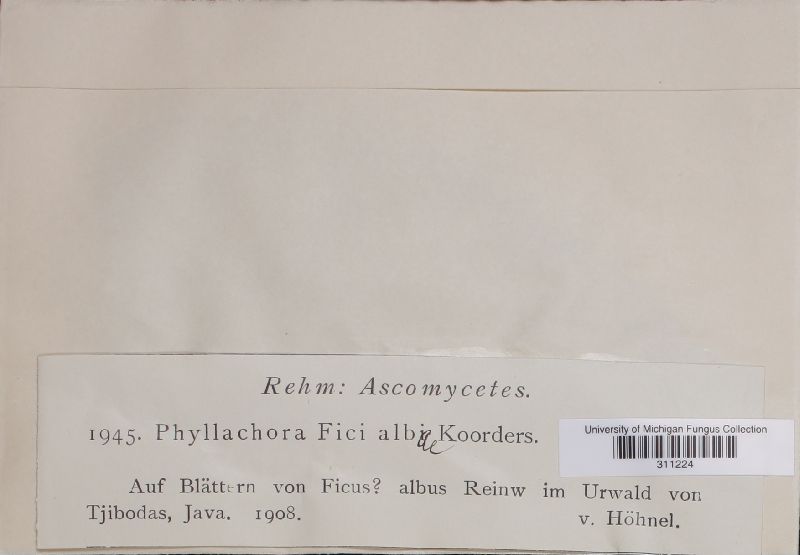 Rehm: Ascomycetes.
1945. Phyllachora Fici albae Koorders.
University of Michigan Fungus Collection
311224
Auf Blättern von Ficus? albus Reinw im Urwald von
Tjibodas, Java. 1908. v. Höhnel.